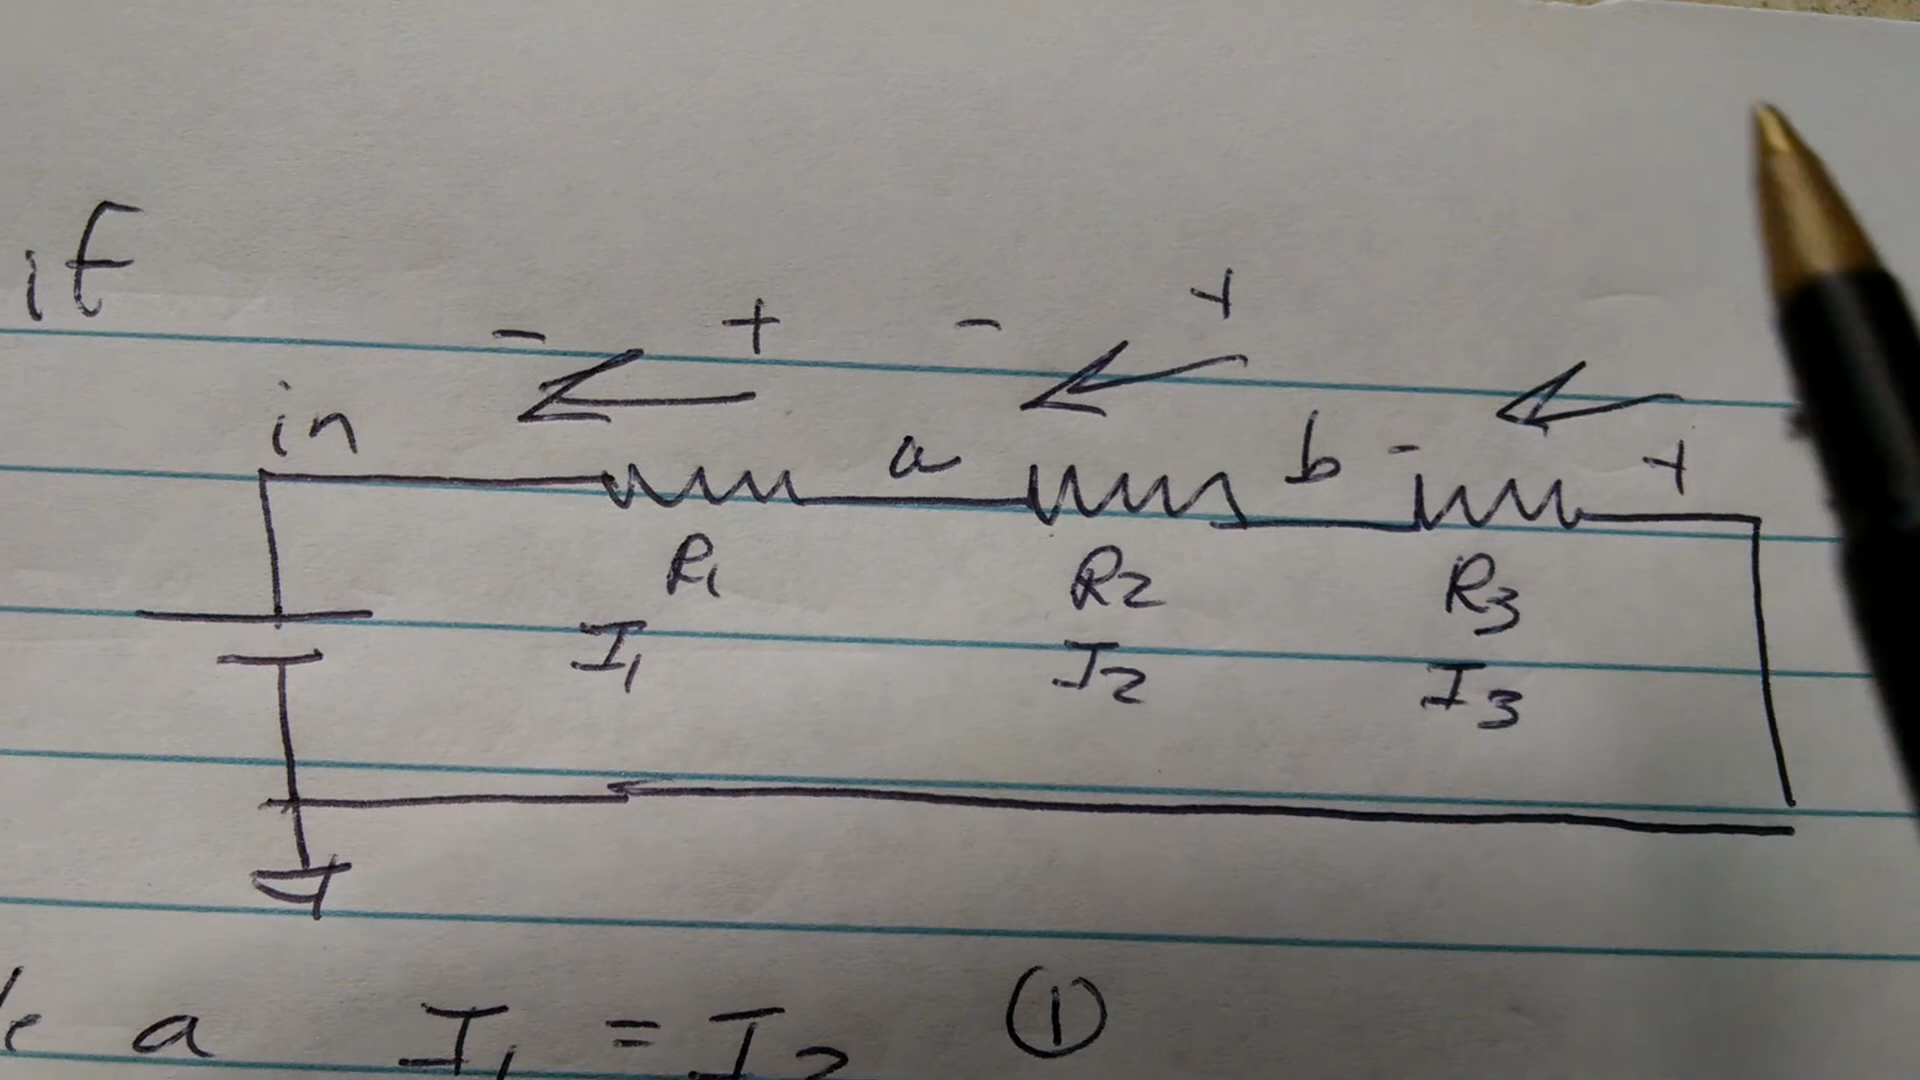 if
- + - +
in a b - +
R1 R2 R3
I1 I2 I3
a I1 = I2 ①